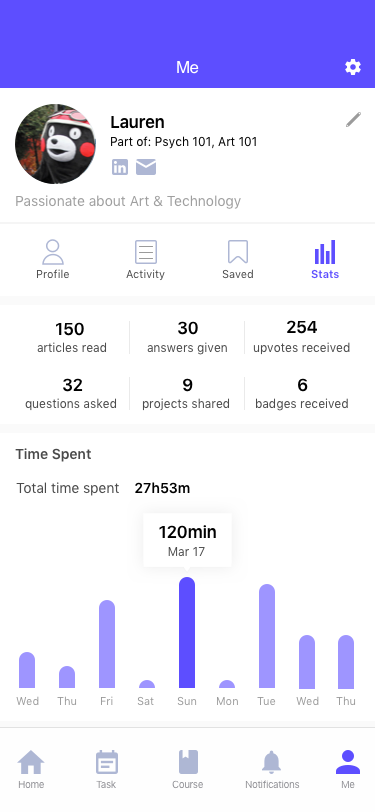 Me
Lauren
Part of: Psych 101, Art 101
in
Passionate about Art & Technology
Profile Activity Saved Stats
150 30 254
articles read answers given upvotes received
32 9 6
questions asked projects shared badges received
Time Spent
Total time spent 27h53m
120min
Mar 17
Wed Thu Fri Sat Sun Mon Tue Wed Thu
Home Task Course Notifications Me